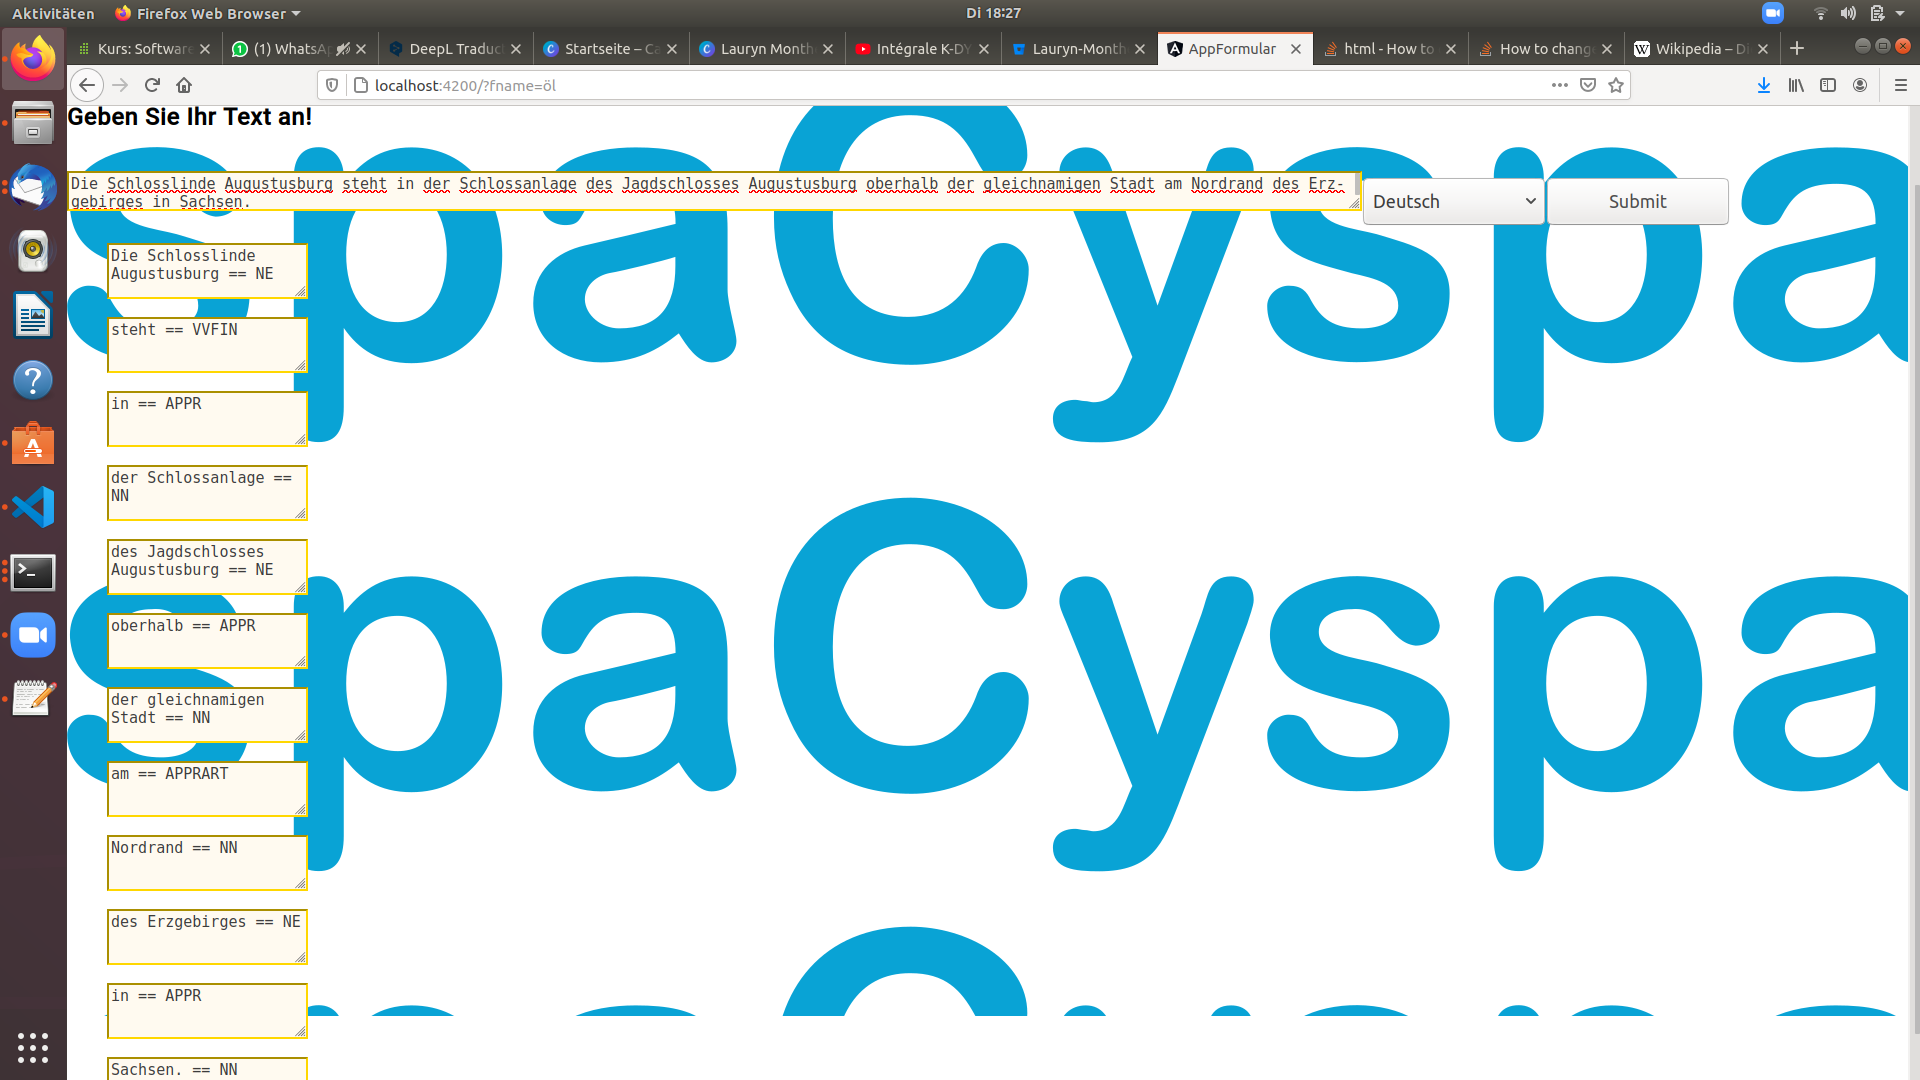 Aktivitäten Firefox Web Browser Di 18:27
Kurs: Software (1) WhatsAp DeepL Traduc Startseite – Ca Lauryn Month Intégrale K-DY Lauryn-Month AppFormular html - How to How to chang Wikipedia – Di
localhost:4200/?fname=öl
Geben Sie Ihr Text an!
Die Schlosslinde Augustusburg steht in der Schlossanlage des Jagdschlosses Augustusburg oberhalb der gleichnamigen Stadt am Nordrand des Erz-
gebirges in Sachsen.
Deutsch
Submit
Die Schlosslinde
Augustusburg == NE
steht == VVFIN
in == APPR
der Schlossanlage ==
NN
des Jagdschlosses
Augustusburg == NE
oberhalb == APPR
der gleichnamigen
Stadt == NN
am == APPRART
Nordrand == NN
des Erzgebirges == NE
in == APPR
Sachsen. == NN
spaCyspa
spaCyspa